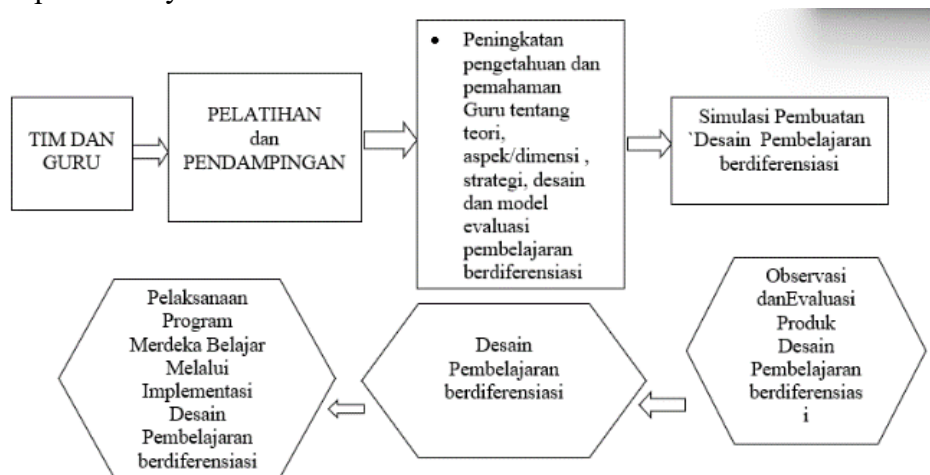 TIM DAN
GURU
PELATIHAN
dan
PENDAMPINGAN
• Peningkatan
pengetahuan dan
pemahaman
Guru tentang
teori,
aspek/dimensi ,
strategi, desain
dan model
evaluasi
pembelajaran
berdiferensiasi
Simulasi Pembuatan
`Desain Pembelajaran
berdiferensiasi
Observasi
danEvaluasi
Produk
Desain
Pembelajaran
berdiferensias
i
Desain
Pembelajaran
berdiferensiasi
Pelaksanaan
Program
Merdeka Belajar
Melalui
Implementasi
Desain
Pembelajaran
berdiferensiasi